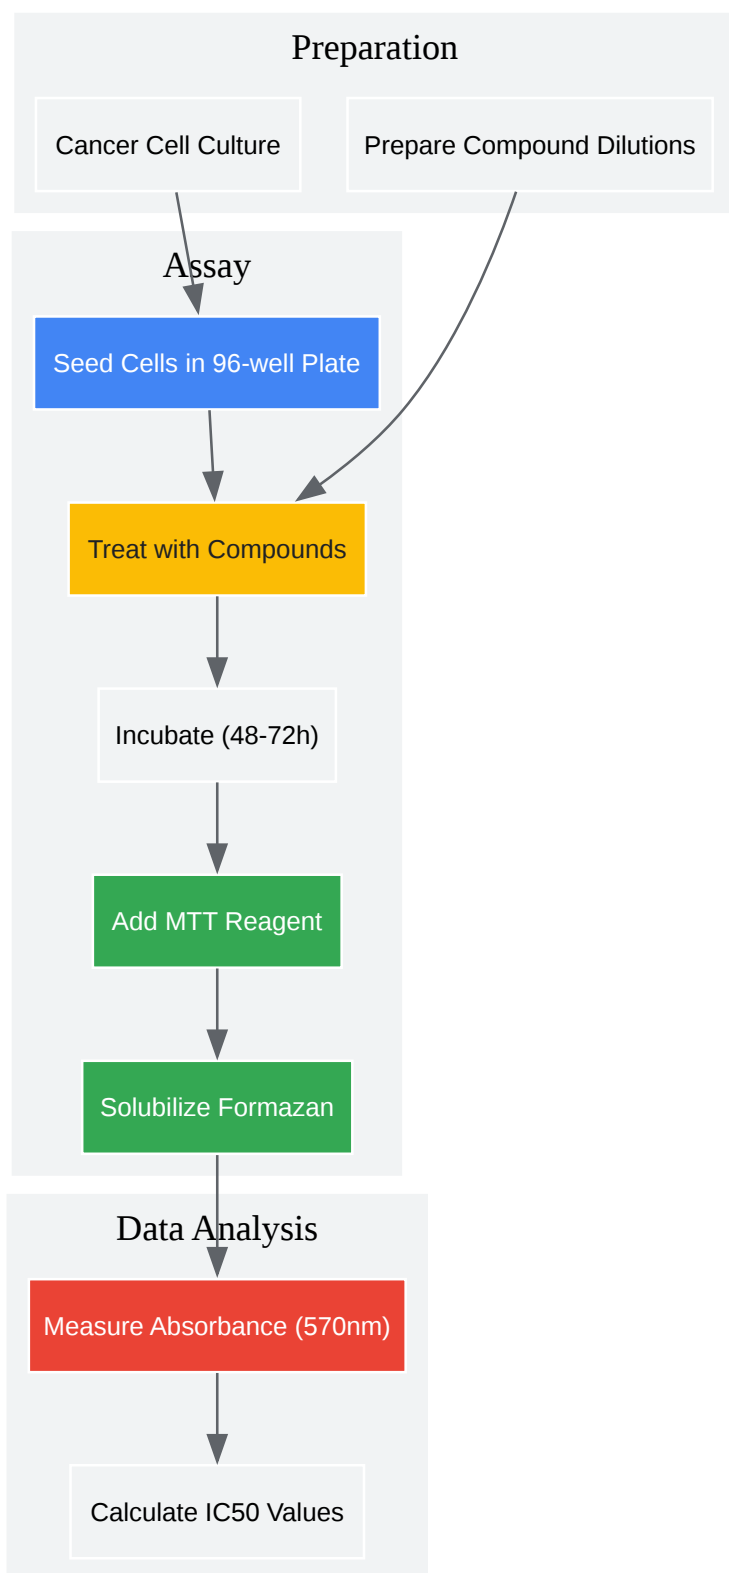 Preparation
Cancer Cell Culture
Prepare Compound Dilutions
Assay
Seed Cells in 96-well Plate
Treat with Compounds
Incubate (48-72h)
Add MTT Reagent
Solubilize Formazan
Data Analysis
Measure Absorbance (570nm)
Calculate IC50 Values